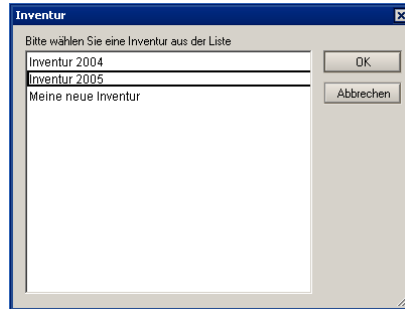 Inventur
Bitte wählen Sie eine Inventur aus der Liste
Inventur 2004
Inventur 2005
Meine neue Inventur
OK
Abbrechen